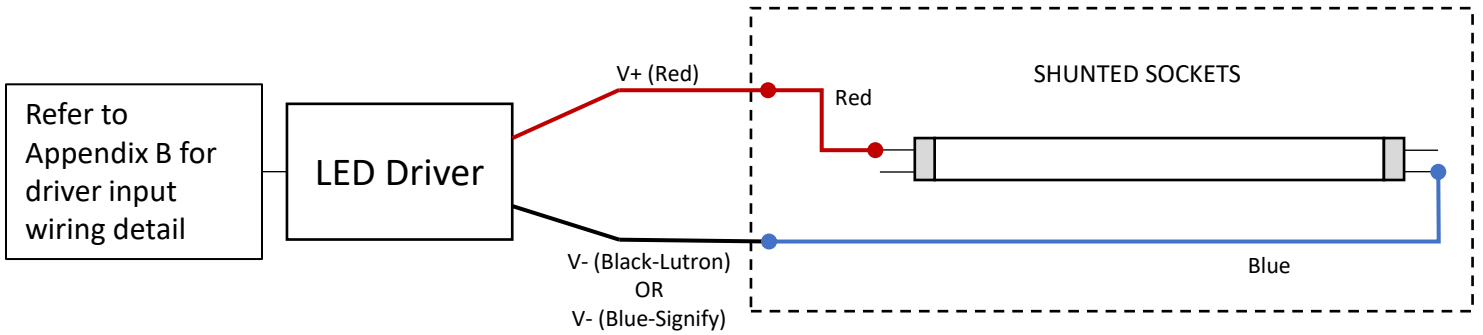 Refer to
Appendix B for
driver input
wiring detail
LED Driver
V+ (Red)
V- (Black-Lutron)
OR
V- (Blue-Signify)
SHUNTED SOCKETS
Red
Blue